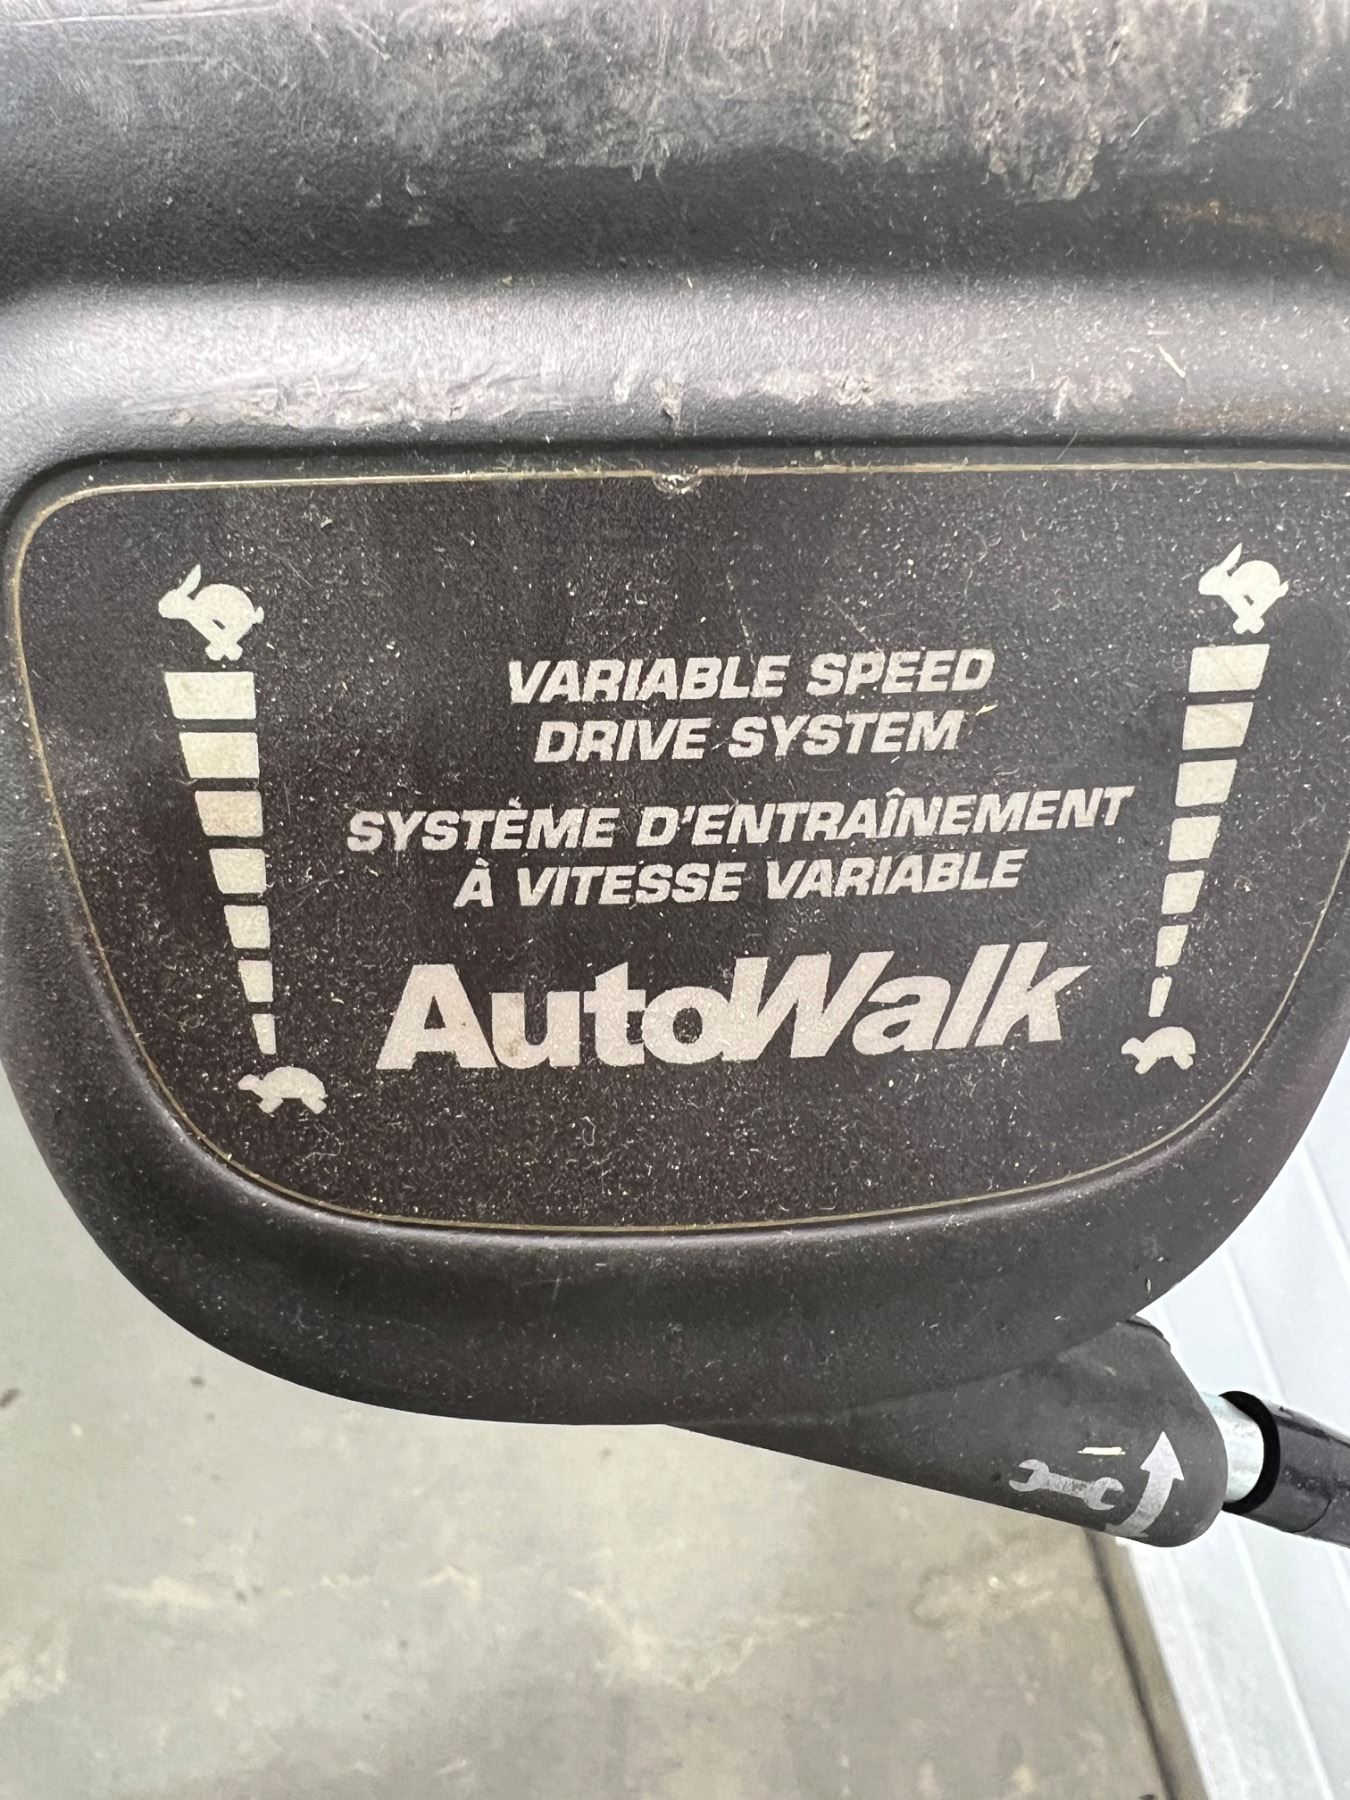 VARIABLE SPEED
DRIVE SYSTEM
SYSTÈME D'ENTRAÎNEMENT
À VITESSE VARIABLE
AutoWalk